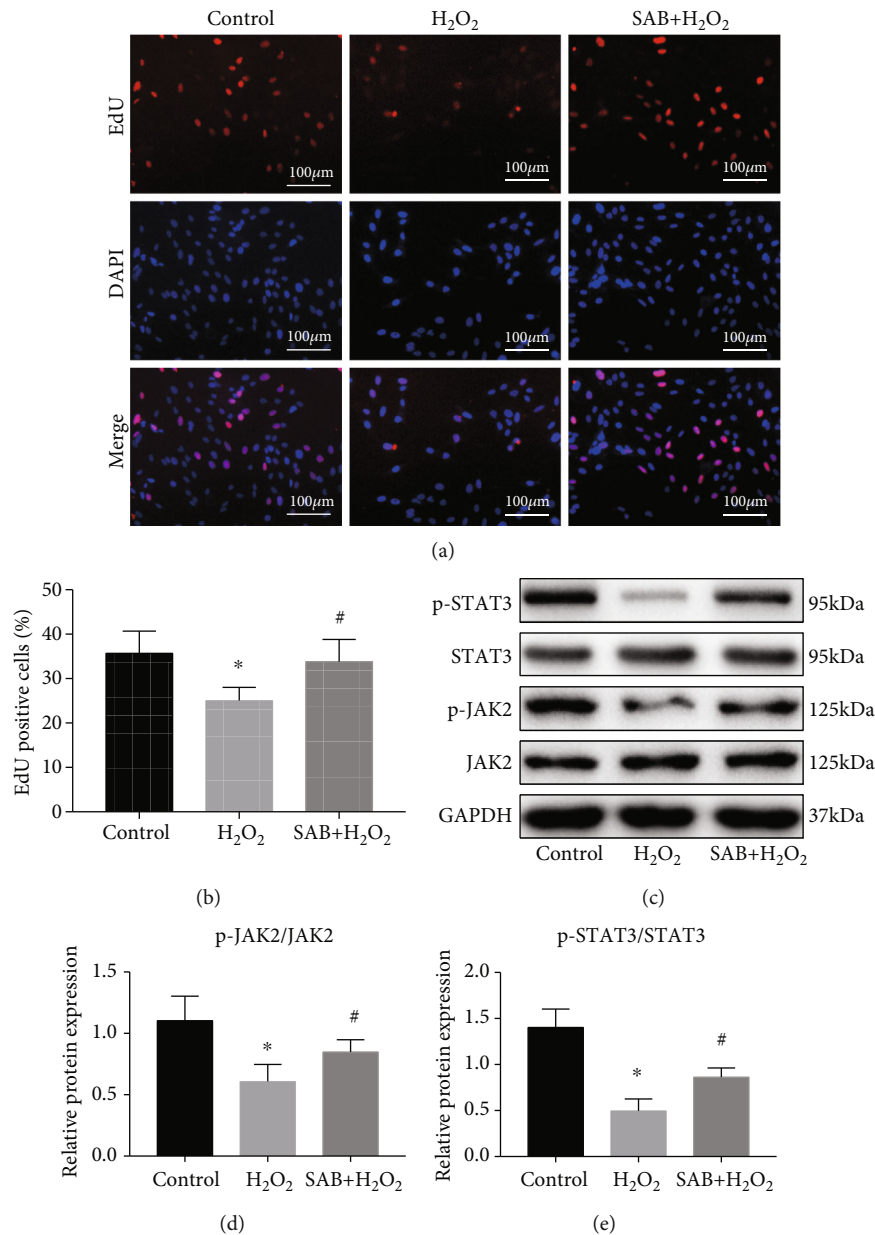 Control H₂O₂ SAB+H₂O₂
EdU
100μm 100μm 100μm
DAPI
100μm 100μm 100μm
Merge
100μm 100μm 100μm
(a)
EdU positive cells (%)
50
40
30
20
10
0
*
#
Control H₂O₂ SAB+H₂O₂
(b)
p-STAT3 95kDa
STAT3 95kDa
p-JAK2 125kDa
JAK2 125kDa
GAPDH 37kDa
Control H₂O₂ SAB+H₂O₂
(c)
p-JAK2/JAK2
Relative protein expression
1.5
1.0
0.5
0.0
*
#
Control H₂O₂ SAB+H₂O₂
(d)
p-STAT3/STAT3
Relative protein expression
2.0
1.5
1.0
0.5
0.0
*
#
Control H₂O₂ SAB+H₂O₂
(e)